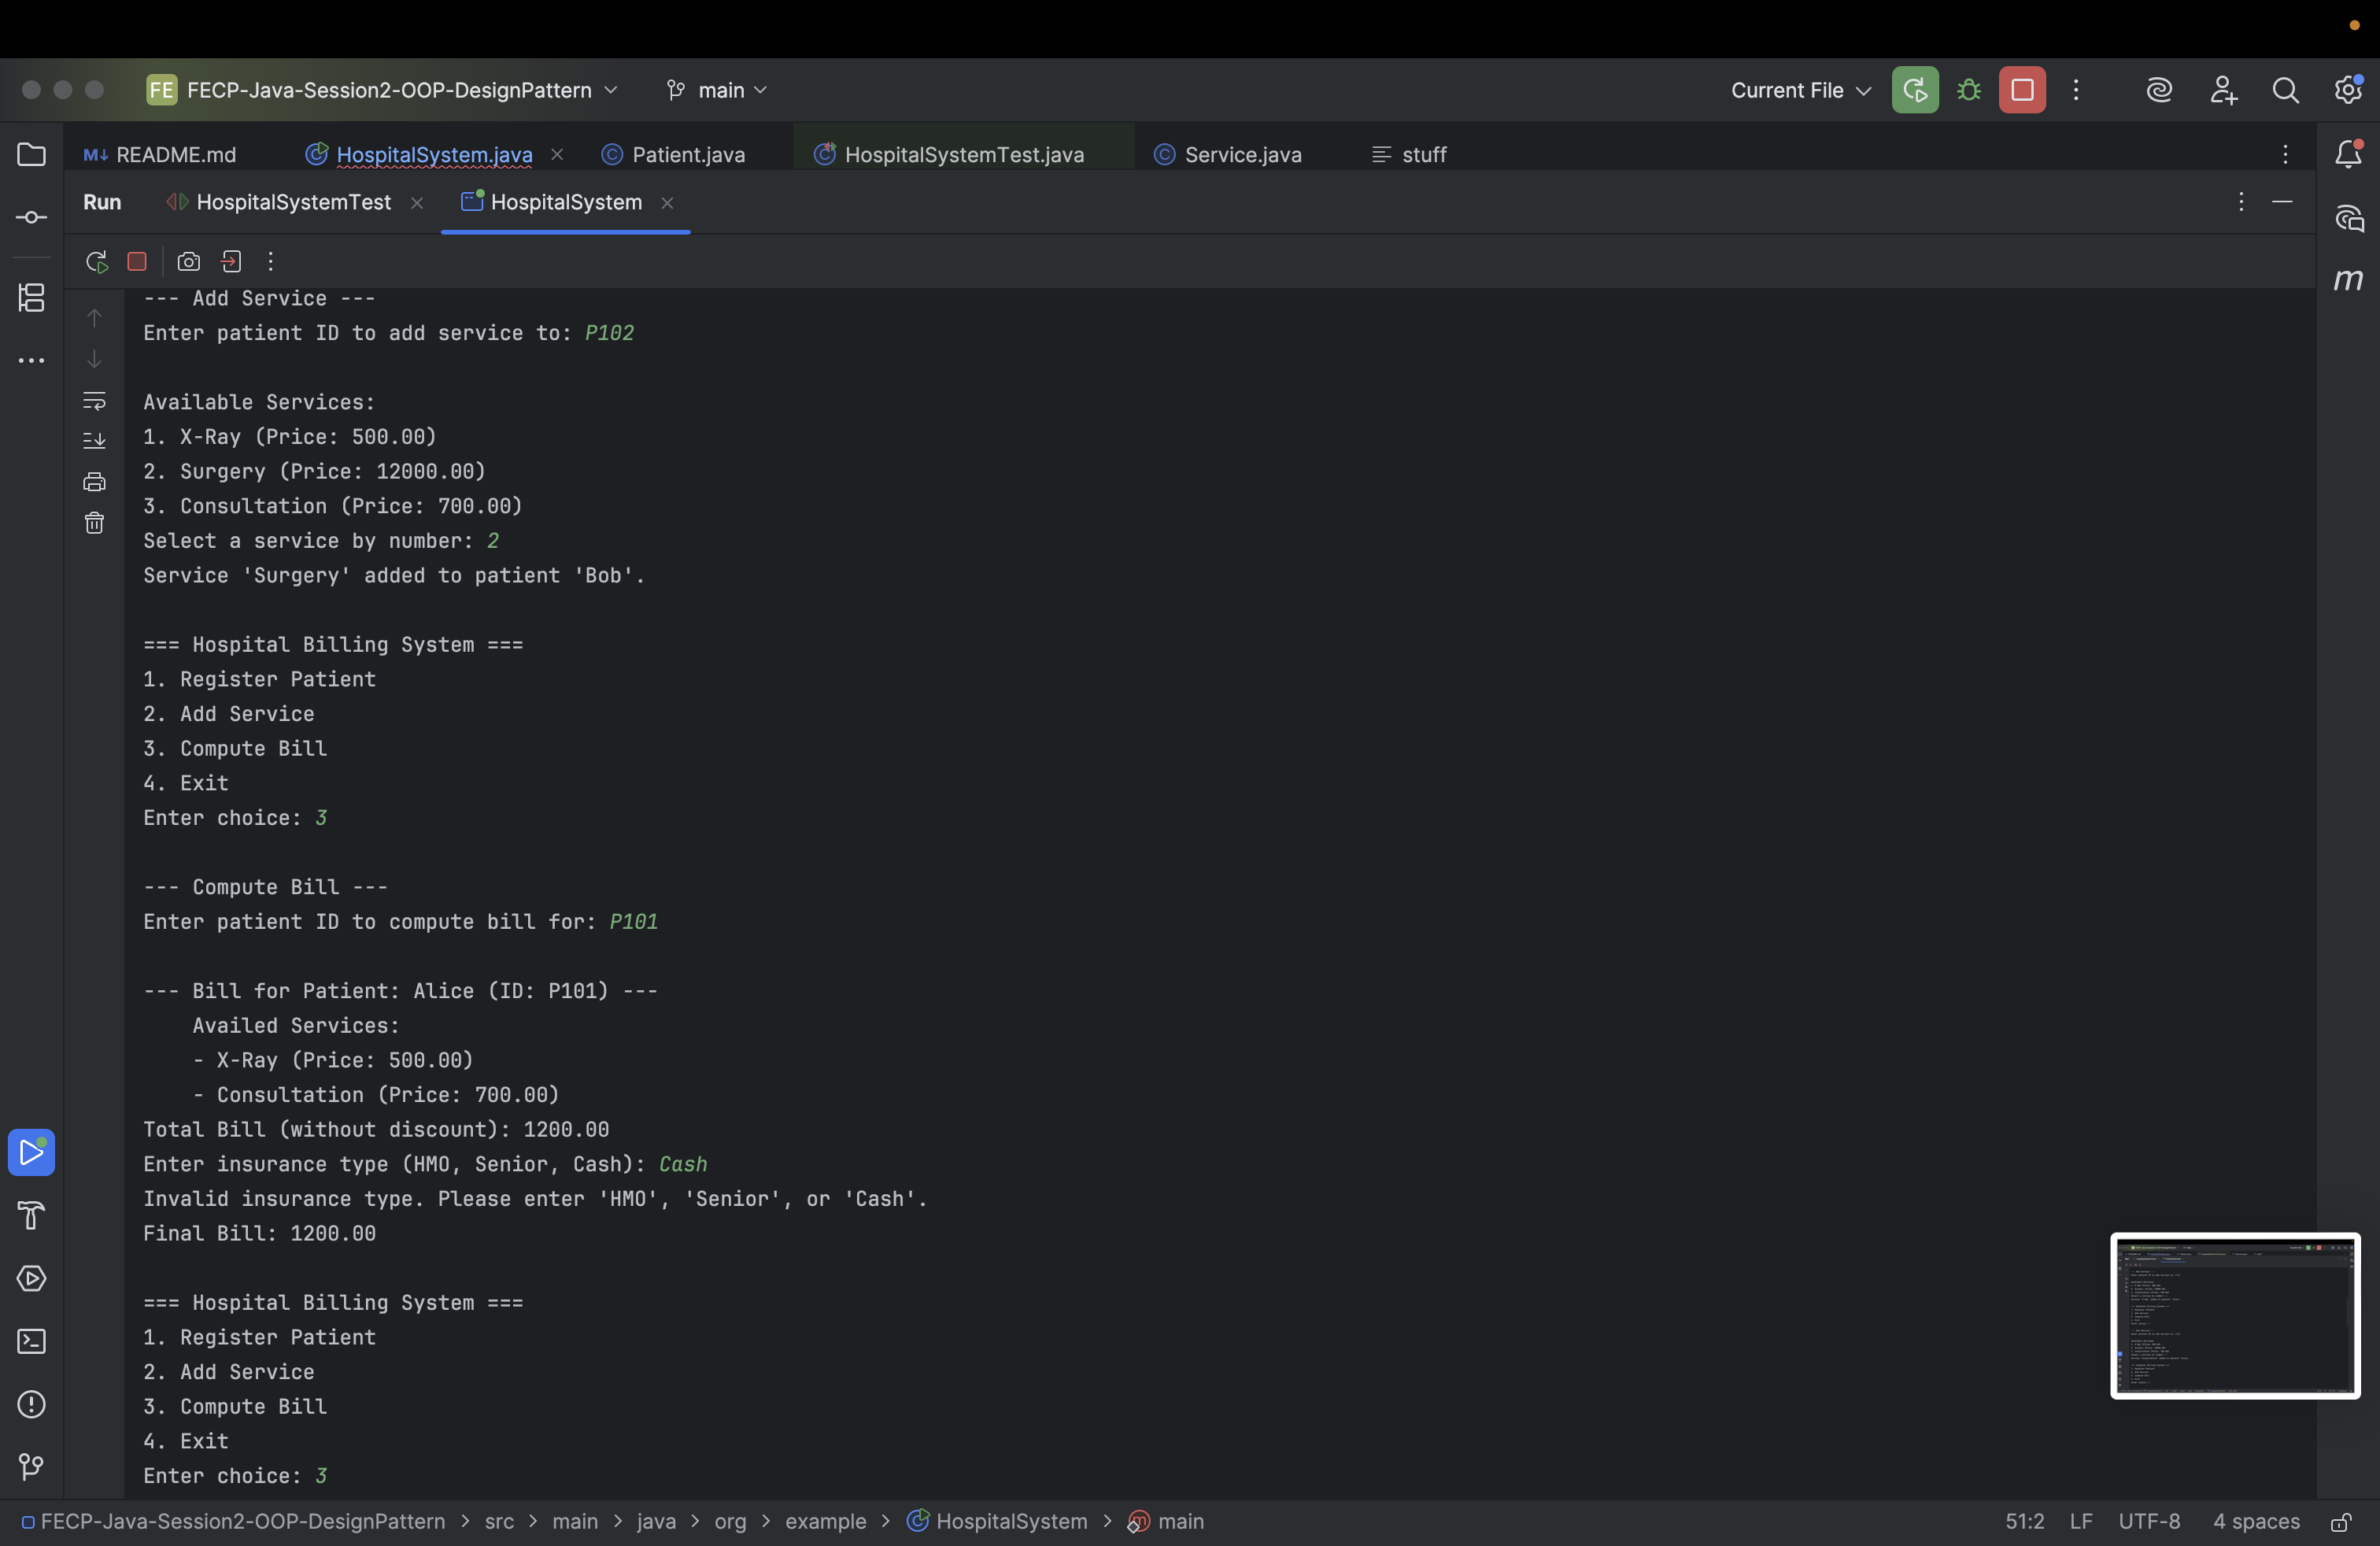 FE FECP-Java-Session2-OOP-DesignPattern main Current File
README.md HospitalSystem.java Patient.java HospitalSystemTest.java Service.java stuff
Run HospitalSystemTest HospitalSystem
--- Add Service ---
Enter patient ID to add service to: P102
Available Services:
1. X-Ray (Price: 500.00)
2. Surgery (Price: 12000.00)
3. Consultation (Price: 700.00)
Select a service by number: 2
Service 'Surgery' added to patient 'Bob'.
=== Hospital Billing System ===
1. Register Patient
2. Add Service
3. Compute Bill
4. Exit
Enter choice: 3
--- Compute Bill ---
Enter patient ID to compute bill for: P101
--- Bill for Patient: Alice (ID: P101) ---
Availed Services:
- X-Ray (Price: 500.00)
- Consultation (Price: 700.00)
Total Bill (without discount): 1200.00
Enter insurance type (HMO, Senior, Cash): Cash
Invalid insurance type. Please enter 'HMO', 'Senior', or 'Cash'.
Final Bill: 1200.00
=== Hospital Billing System ===
1. Register Patient
2. Add Service
3. Compute Bill
4. Exit
Enter choice: 3
FECP-Java-Session2-OOP-DesignPattern > src > main > java > org > example > HospitalSystem > main 51:2 LF UTF-8 4 spaces